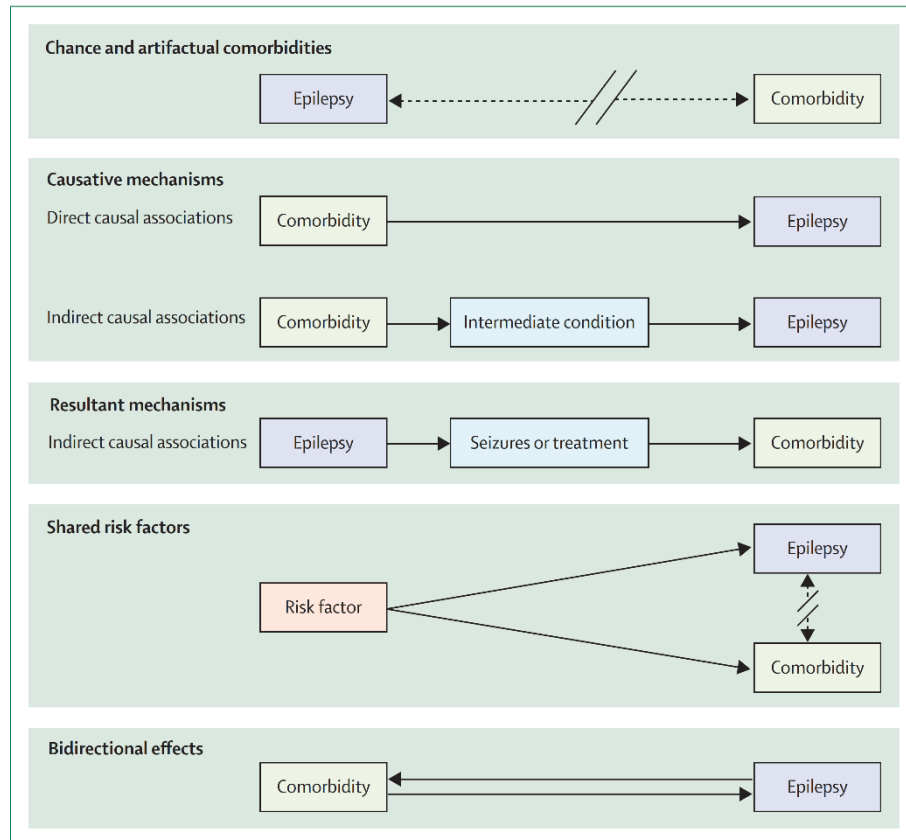 Chance and artifactual comorbidities
Epilepsy
Comorbidity
Causative mechanisms
Direct causal associations
Comorbidity
Epilepsy
Indirect causal associations
Comorbidity
Intermediate condition
Epilepsy
Resultant mechanisms
Indirect causal associations
Epilepsy
Seizures or treatment
Comorbidity
Shared risk factors
Epilepsy
Risk factor
Comorbidity
Bidirectional effects
Comorbidity
Epilepsy